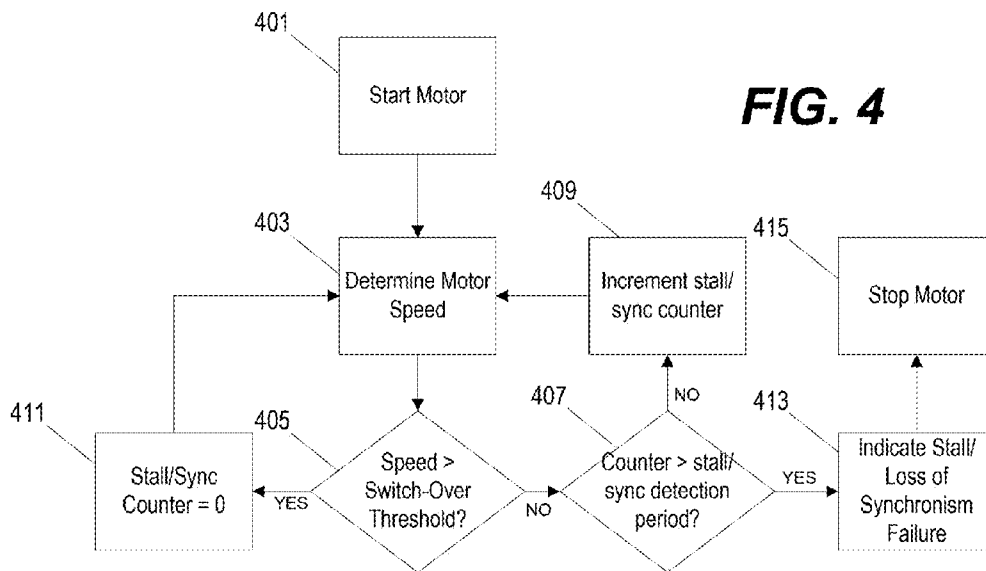 401
Start Motor
FIG. 4
403
Determine Motor
Speed
409
Increment stall/
sync counter
415
Stop Motor
411
Stall/Sync
Counter = 0
405
Speed >
Switch-Over
Threshold?
YES
NO
407
Counter > stall/
sync detection
period?
NO
YES
413
Indicate Stall/
Loss of
Synchronism
Failure